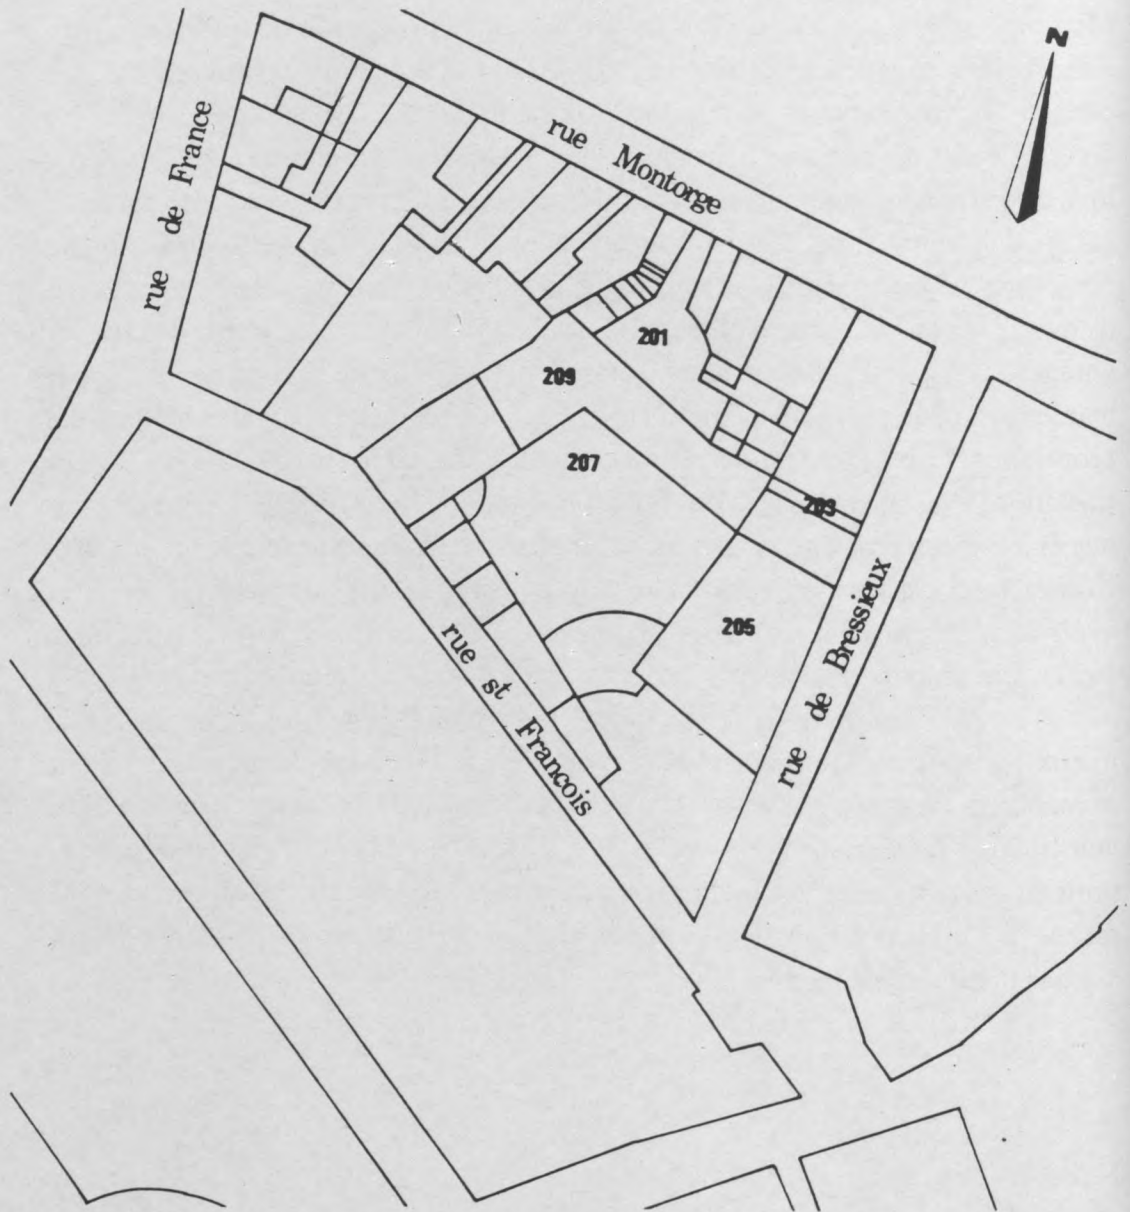 N
rue Montorge
rue de France
201
209
207
203
205
rue de Bressieux
rue st Francois